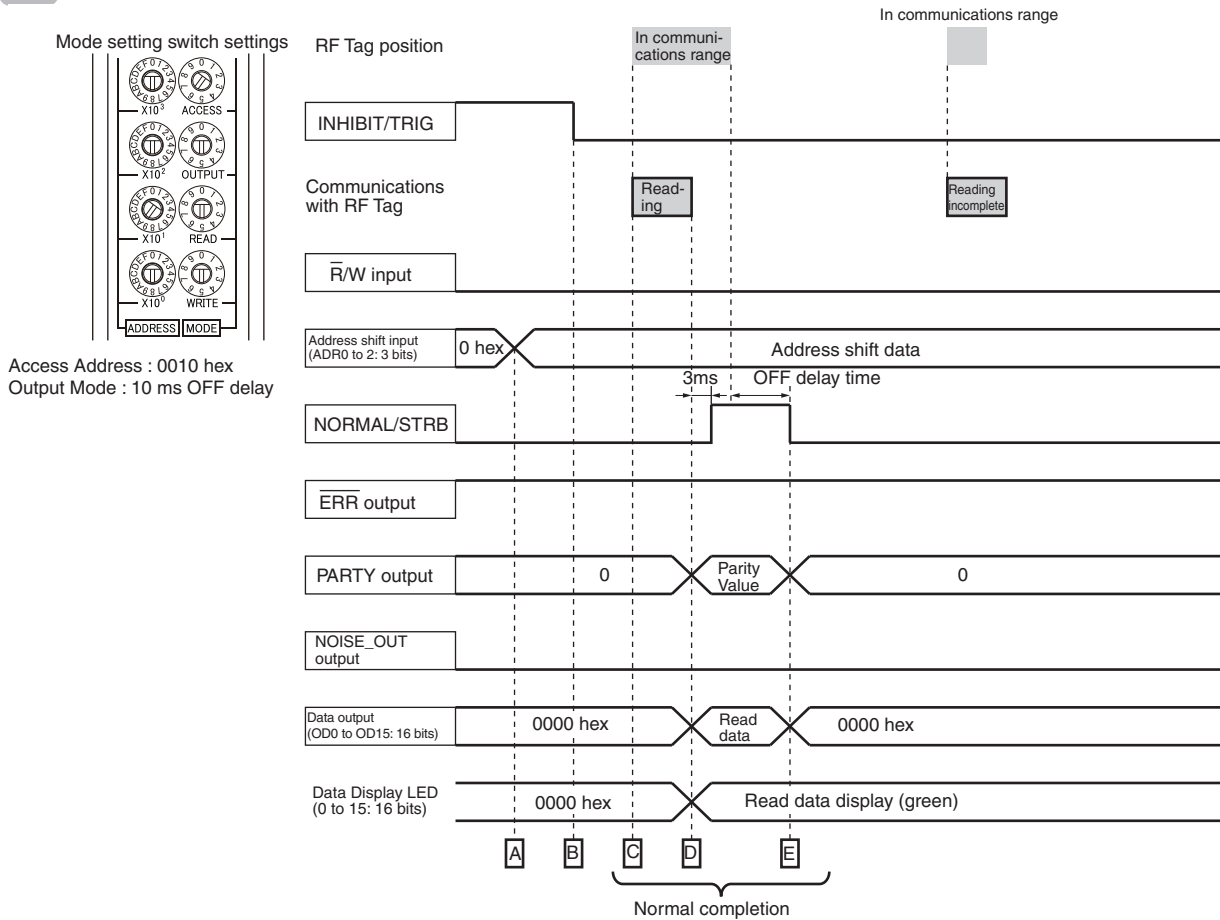 In communications range
Mode setting switch settings
RF Tag position
In communi-
cations range
X10³ ACCESS
X10² OUTPUT
X10¹ READ
X10⁰ WRITE
ADDRESS MODE
Access Address : 0010 hex
Output Mode : 10 ms OFF delay
INHIBIT/TRIG
Communications
with RF Tag
Read-
ing
Reading
incomplete
R̅/W input
Address shift input
(ADR0 to 2: 3 bits)
0 hex
Address shift data
3ms
OFF delay time
NORMAL/STRB
E̅R̅R̅ output
PARTY output
0
Parity
Value
0
NOISE_OUT
output
Data output
(OD0 to OD15: 16 bits)
0000 hex
Read
data
0000 hex
Data Display LED
(0 to 15: 16 bits)
0000 hex
Read data display (green)
A B C D E
Normal completion